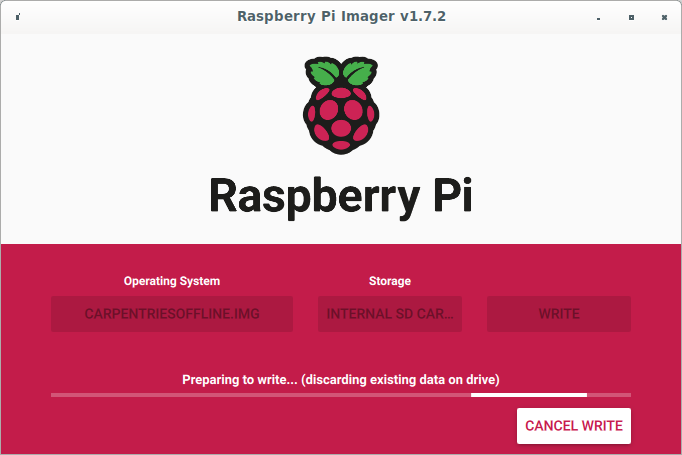 Raspberry Pi Imager v1.7.2
Raspberry Pi
Operating System
Storage
CARPENTRIESOFFLINE.IMG
INTERNAL SD CAR...
WRITE
Preparing to write... (discarding existing data on drive)
CANCEL WRITE